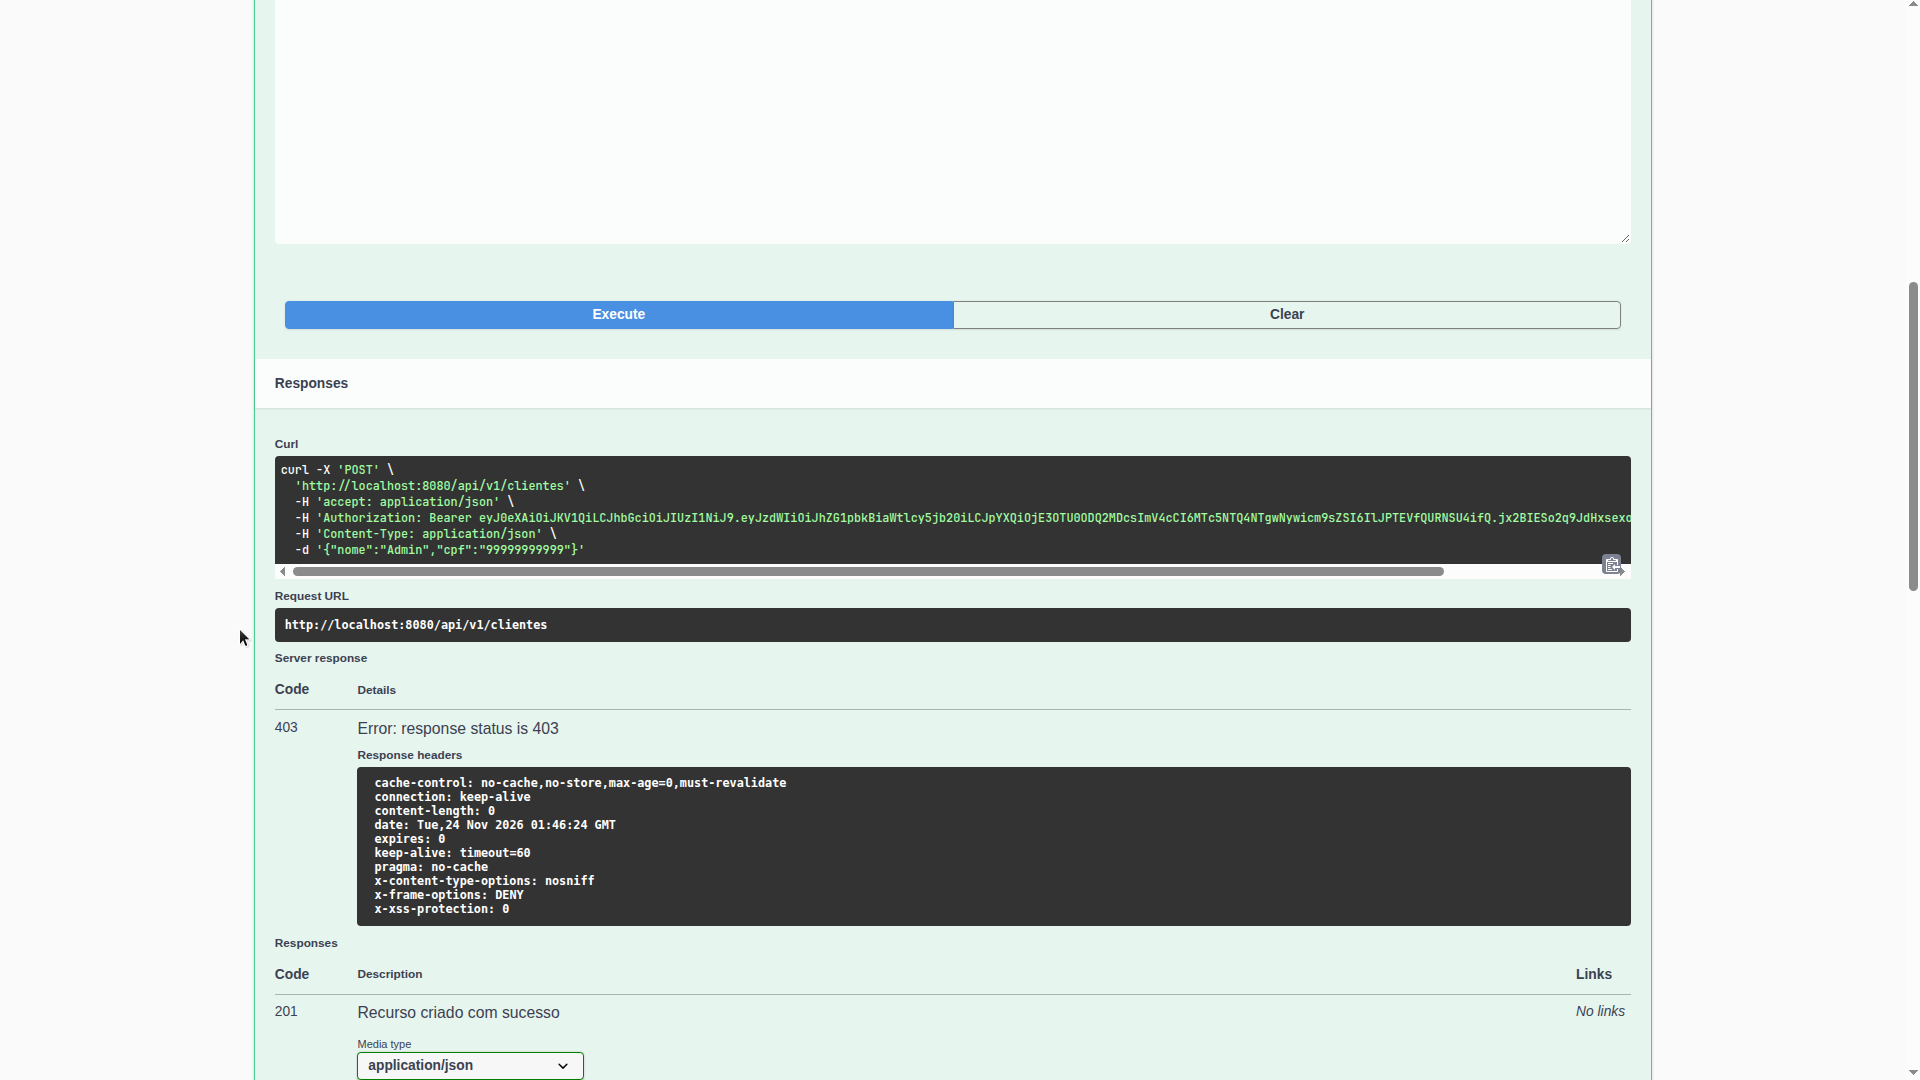 Execute
Clear
Responses
Curl
curl -X 'POST' \
'http://localhost:8080/api/v1/clientes' \
-H 'accept: application/json' \
-H 'Authorization: Bearer eyJ0eXAiOiJKV1QiLCJhbGciOiJIUzI1NiJ9.eyJzdWIiOiJhZG1pbkBiaWtlcy5jb20iLCJpYXQiOjE3OTU0ODQ2MDcsImV4cCI6MTc5NTQ4NTgwNywicm9sZSI6IlJPTEVfQURNSU4ifQ.jx2BIESo2q9JdHxsexo
-H 'Content-Type: application/json' \
-d '{"nome":"Admin","cpf":"99999999999"}'
Request URL
http://localhost:8080/api/v1/clientes
Server response
Code Details
403 Error: response status is 403
Response headers
cache-control: no-cache,no-store,max-age=0,must-revalidate
connection: keep-alive
content-length: 0
date: Tue,24 Nov 2026 01:46:24 GMT
expires: 0
keep-alive: timeout=60
pragma: no-cache
x-content-type-options: nosniff
x-frame-options: DENY
x-xss-protection: 0
Responses
Code Description Links
201 Recurso criado com sucesso No links
Media type
application/json